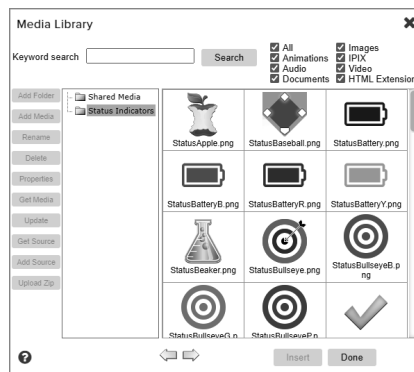 Media Library
Keyword search
Search
All
Images
Animations
IPIX
Audio
Video
Documents
HTML Extension
Add Folder
Add Media
Rename
Delete
Properties
Get Media
Update
Get Source
Add Source
Upload Zip
Shared Media
Status Indicators
StatusApple.png
StatusBaseball.png
StatusBattery.png
StatusBatteryB.png
StatusBatteryR.png
StatusBatteryY.png
StatusBeaker.png
StatusBullseye.png
StatusBullseyeB.p
ng
StatusBullseyeG.p
StatusBullseyeP.p
Insert
Done